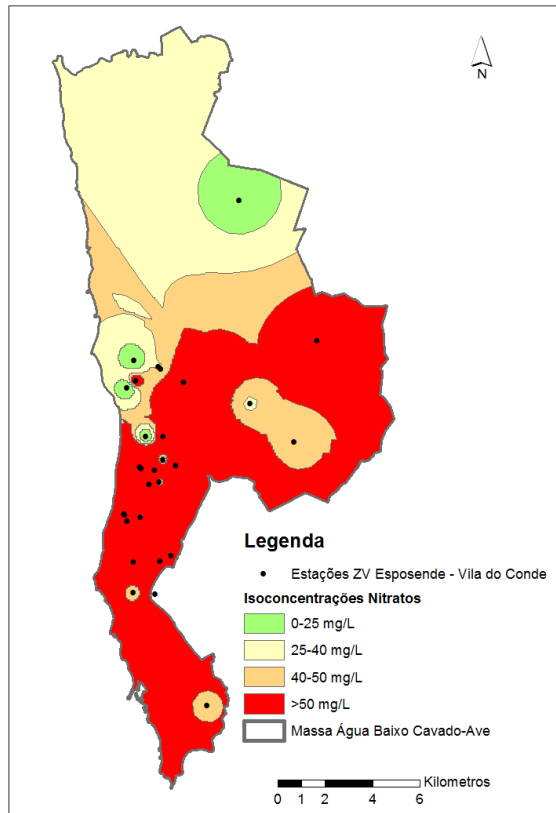 N
Legenda
Estações ZV Esposende - Vila do Conde
Isoconcentrações Nitratos
0-25 mg/L
25-40 mg/L
40-50 mg/L
>50 mg/L
Massa Água Baixo Cavado-Ave
Kilometros
0 1 2 4 6